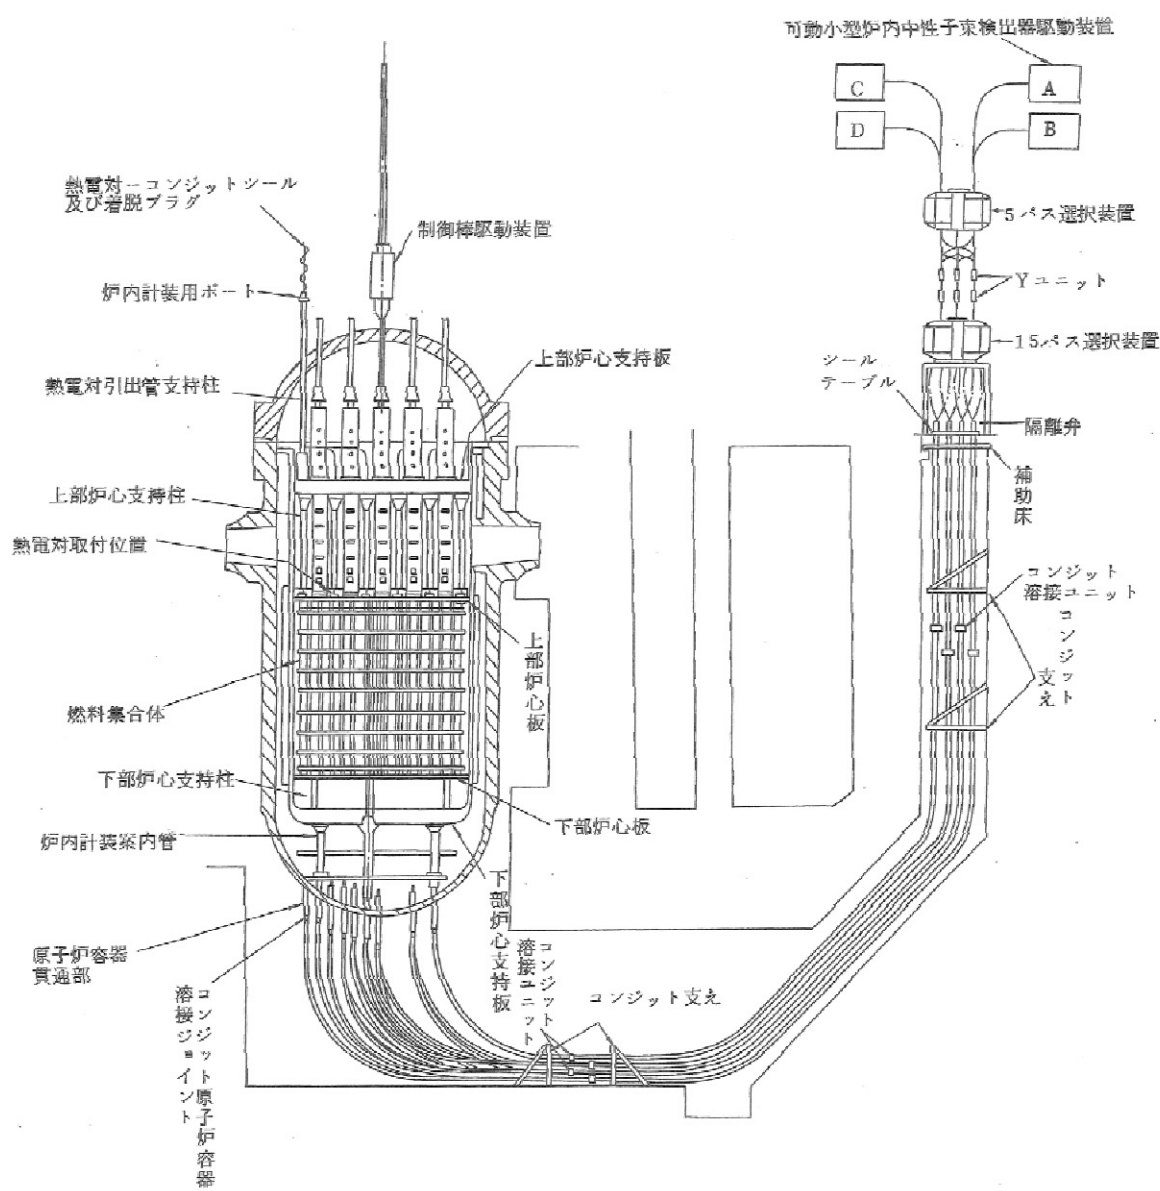 可動小型炉内中性子束検出器駆動装置
C
A
D
B
熱電対-コンジットシール
及び着脱プラグ
制御棒駆動装置
5パス選択装置
炉内計装用ポート
Yユニット
15パス選択装置
上部炉心支持板
シール
テーブル
熱電対引出管支持柱
隔離弁
補助床
上部炉心支持柱
熱電対取付位置
コンジット
溶接ユニット
コンジット
支え
上部炉心板
燃料集合体
下部炉心支持柱
下部炉心板
炉内計装案内管
下部炉心支持板
原子炉容器
貫通部
コンジット
溶接ユニット
コンジット支え
コンジット原子炉容器
溶接ジョイント